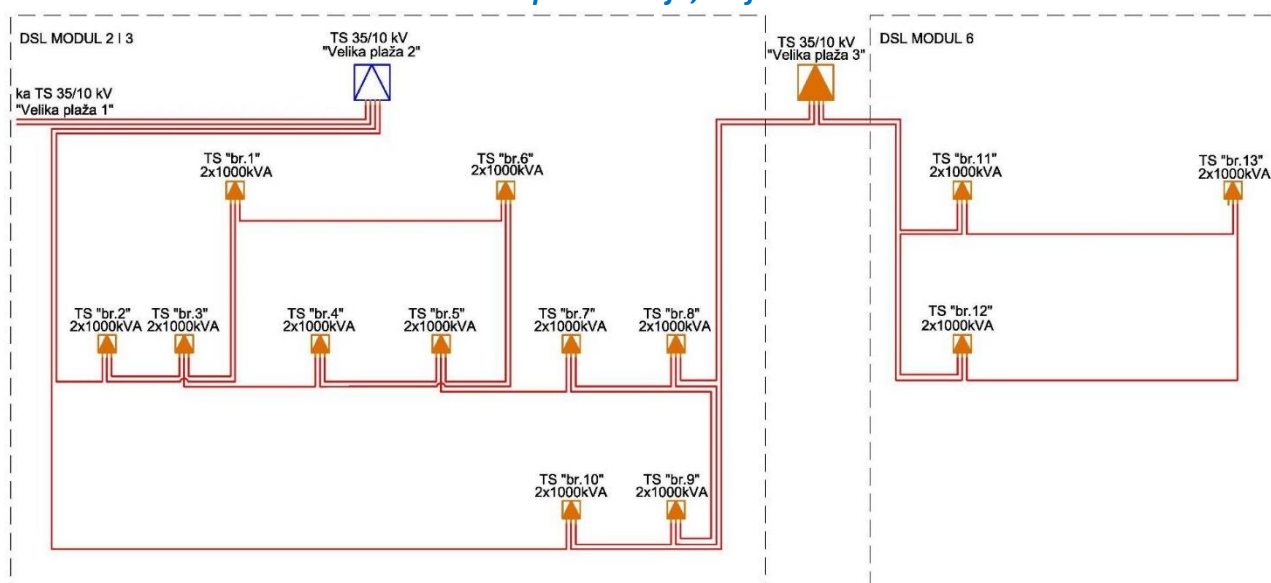 DSL MODUL 2 I 3
TS 35/10 kV
"Velika plaža 2"
TS 35/10 kV
"Velika plaža 3"
DSL MODUL 6
ka TS 35/10 kV
"Velika plaža 1"
TS "br.1"
2x1000kVA
TS "br.6"
2x1000kVA
TS "br.11"
2x1000kVA
TS "br.13"
2x1000kVA
TS "br.2"
2x1000kVA
TS "br.3"
2x1000kVA
TS "br.4"
2x1000kVA
TS "br.5"
2x1000kVA
TS "br.7"
2x1000kVA
TS "br.8"
2x1000kVA
TS "br.12"
2x1000kVA
TS "br.10"
2x1000kVA
TS "br.9"
2x1000kVA